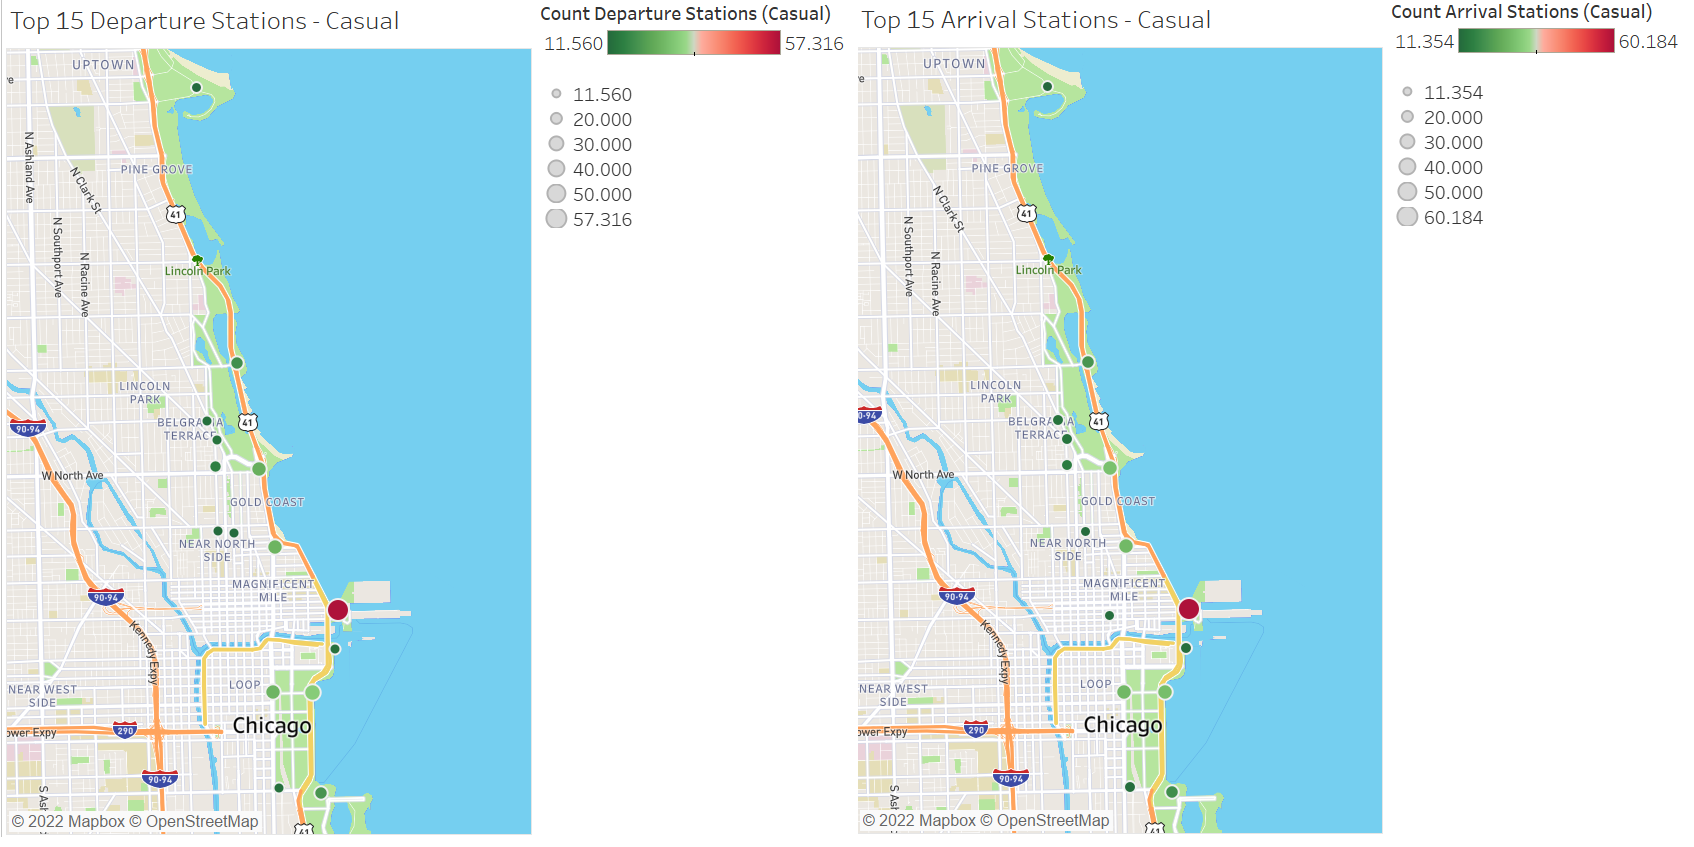 Top 15 Departure Stations - Casual
UPTOWN
ve
N Ashland Ave
PINE GROVE
N Clark St
41
N Southport Ave
N Racine Ave
Lincoln Park
LINCOLN
PARK
41
90-94
TERRACE
W North Ave
GOLD COAST
NEAR NORTH
SIDE
MAGNIFICENT
MILE
90-94
Kennedy Expy
LOOP
NEAR WEST
SIDE
Chicago
290
ower Expy
90-94
S Ash
41
© 2022 Mapbox © OpenStreetMap
Count Departure Stations (Casual)
11.560 57.316
11.560
20.000
30.000
40.000
50.000
57.316
Top 15 Arrival Stations - Casual
UPTOWN
e
PINE GROVE
N Clark St
41
N Southport Ave
N Racine Ave
Lincoln Park
LINCOLN
PARK
0-94
41
TERRACE
W North Ave
GOLD COAST
NEAR NORTH
SIDE
MAGNIFICENT
MILE
90-94
Kennedy Expy
LOOP
NEAR WEST
SIDE
Chicago
290
ower Expy
90-94
S Ash
41
© 2022 Mapbox © OpenStreetMap
Count Arrival Stations (Casual)
11.354 60.184
11.354
20.000
30.000
40.000
50.000
60.184